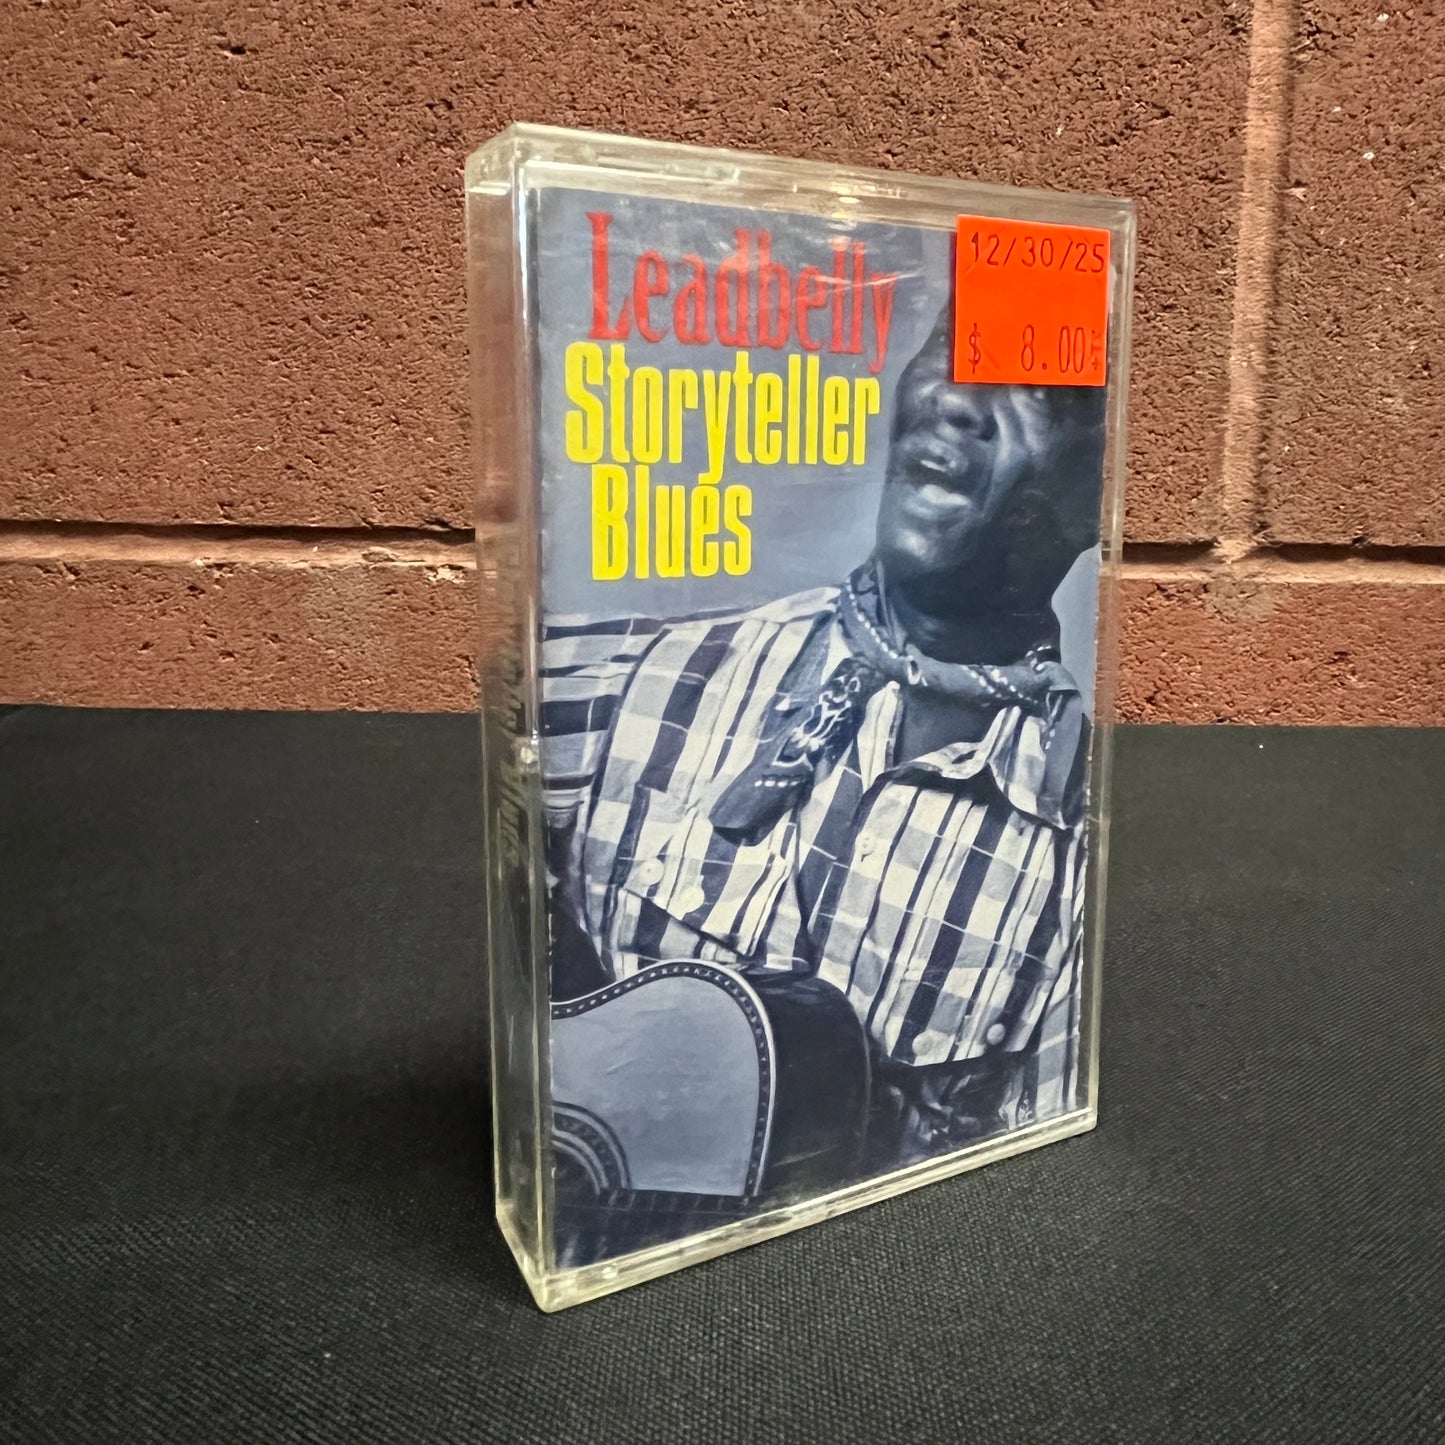 Leadbelly
Storyteller
Blues
12/30/25
$ 8.00